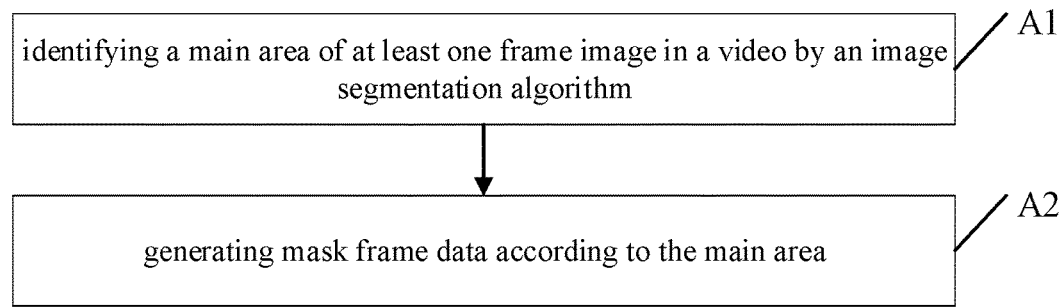 A1
identifying a main area of at least one frame image in a video by an image
segmentation algorithm
A2
generating mask frame data according to the main area